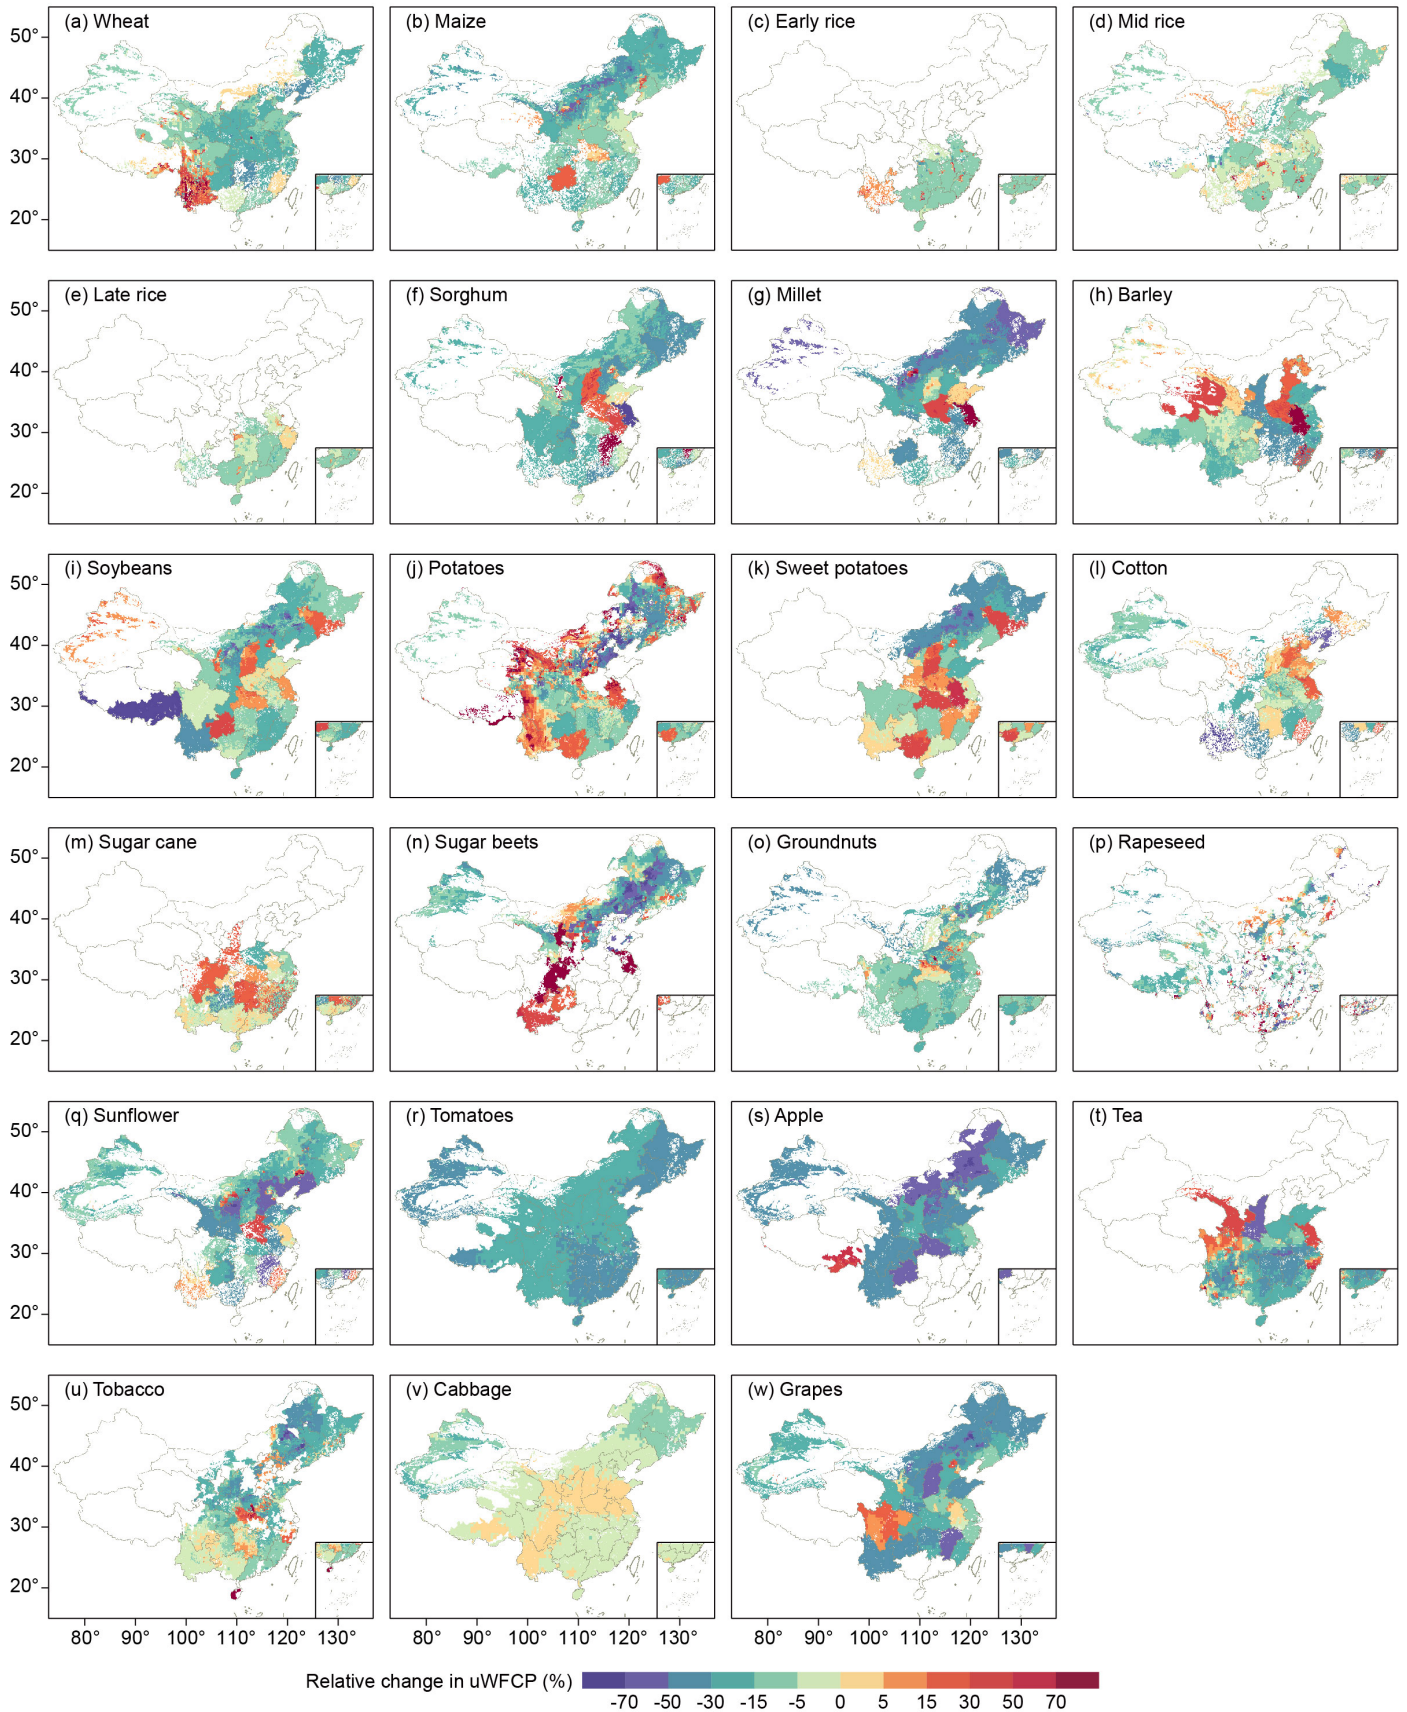 (a) Wheat (b) Maize (c) Early rice (d) Mid rice
50°
40°
30°
20°
(e) Late rice (f) Sorghum (g) Millet (h) Barley
50°
40°
30°
20°
(i) Soybeans (j) Potatoes (k) Sweet potatoes (l) Cotton
50°
40°
30°
20°
(m) Sugar cane (n) Sugar beets (o) Groundnuts (p) Rapeseed
50°
40°
30°
20°
(q) Sunflower (r) Tomatoes (s) Apple (t) Tea
50°
40°
30°
20°
(u) Tobacco (v) Cabbage (w) Grapes
50°
40°
30°
20°
80° 90° 100° 110° 120° 130° 80° 90° 100° 110° 120° 130° 80° 90° 100° 110° 120° 130°
Relative change in uWFCP (%)
-70 -50 -30 -15 -5 0 5 15 30 50 70